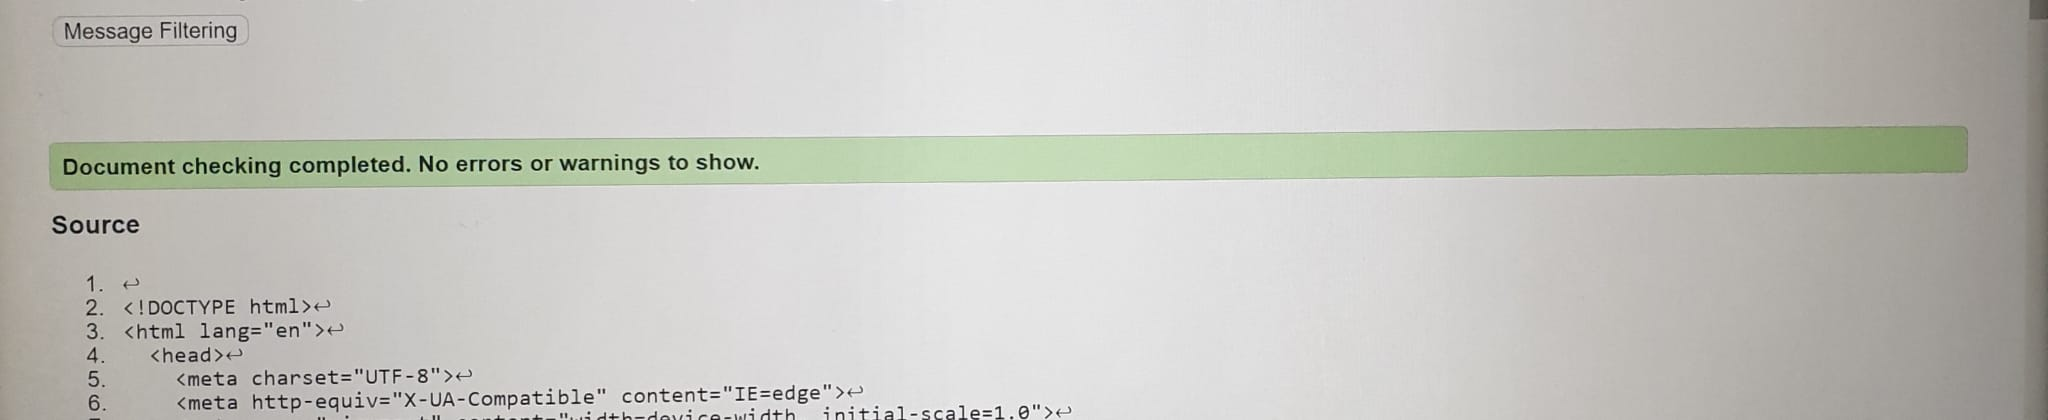 Message Filtering
Document checking completed. No errors or warnings to show.
Source
1. ↩
2. <!DOCTYPE html>↩
3. <html lang="en">↩
4. <head>↩
5. <meta charset="UTF-8">↩
6. <meta http-equiv="X-UA-Compatible" content="IE=edge">↩
content="width=device-width, initial-scale=1.0">↩